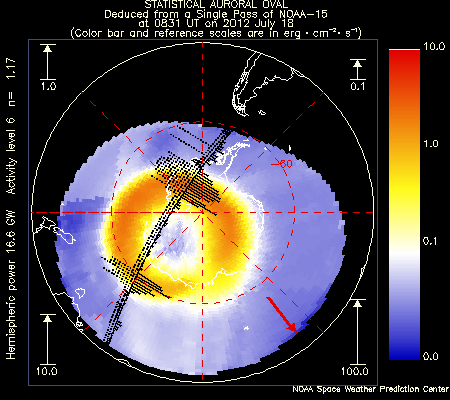 STATISTICAL AURORAL OVAL
Deduced from a Single Pass of NOAA-15
at 0831 UT on 2012 July 18
(Color bar and reference scales are in erg·cm⁻²·s⁻¹)
1.0
0.1
10.0
1.0
0.1
0.0
Hemispheric power 16.6 GW  Activity level 6  n= 1.17
-60
10.0
100.0
NOAA Space Weather Prediction Center